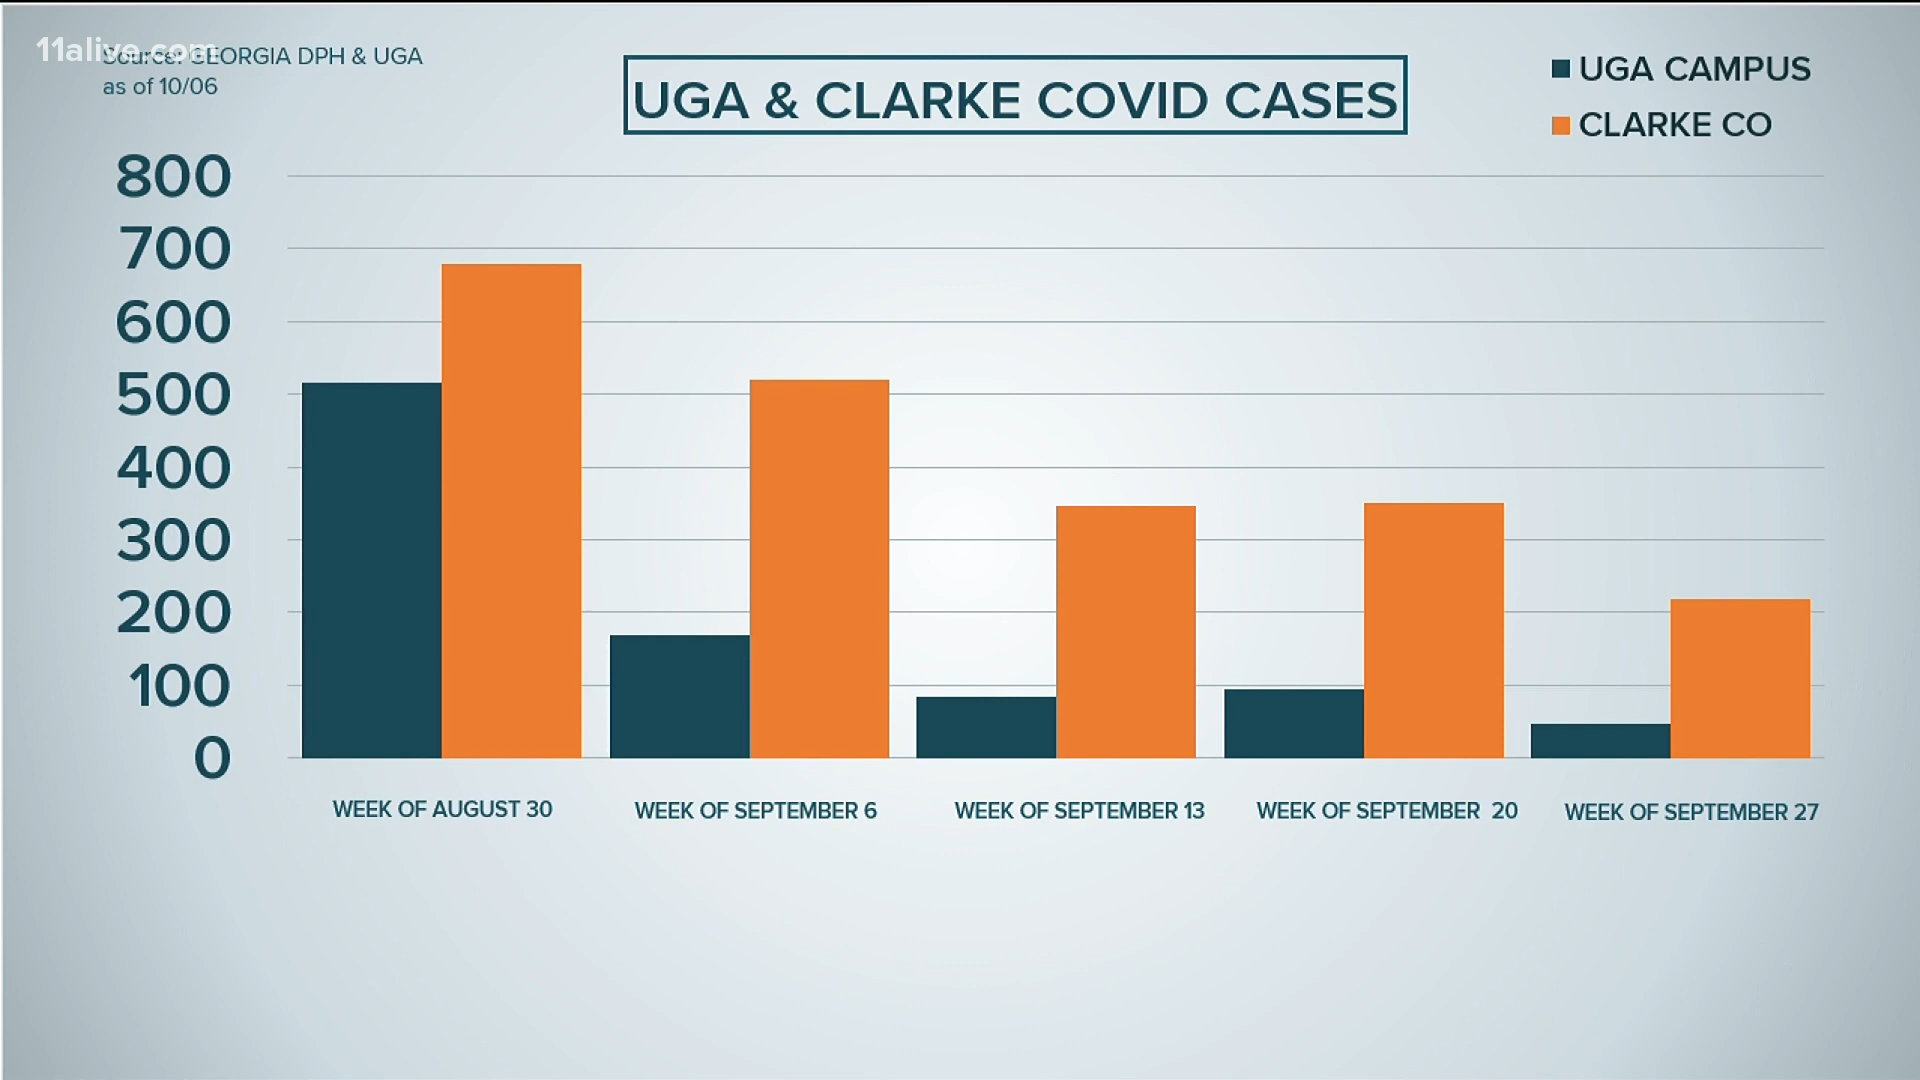 11alive.com
Source: GEORGIA DPH & UGA
as of 10/06
UGA & CLARKE COVID CASES
UGA CAMPUS
CLARKE CO
800
700
600
500
400
300
200
100
0
WEEK OF AUGUST 30
WEEK OF SEPTEMBER 6
WEEK OF SEPTEMBER 13
WEEK OF SEPTEMBER 20
WEEK OF SEPTEMBER 27